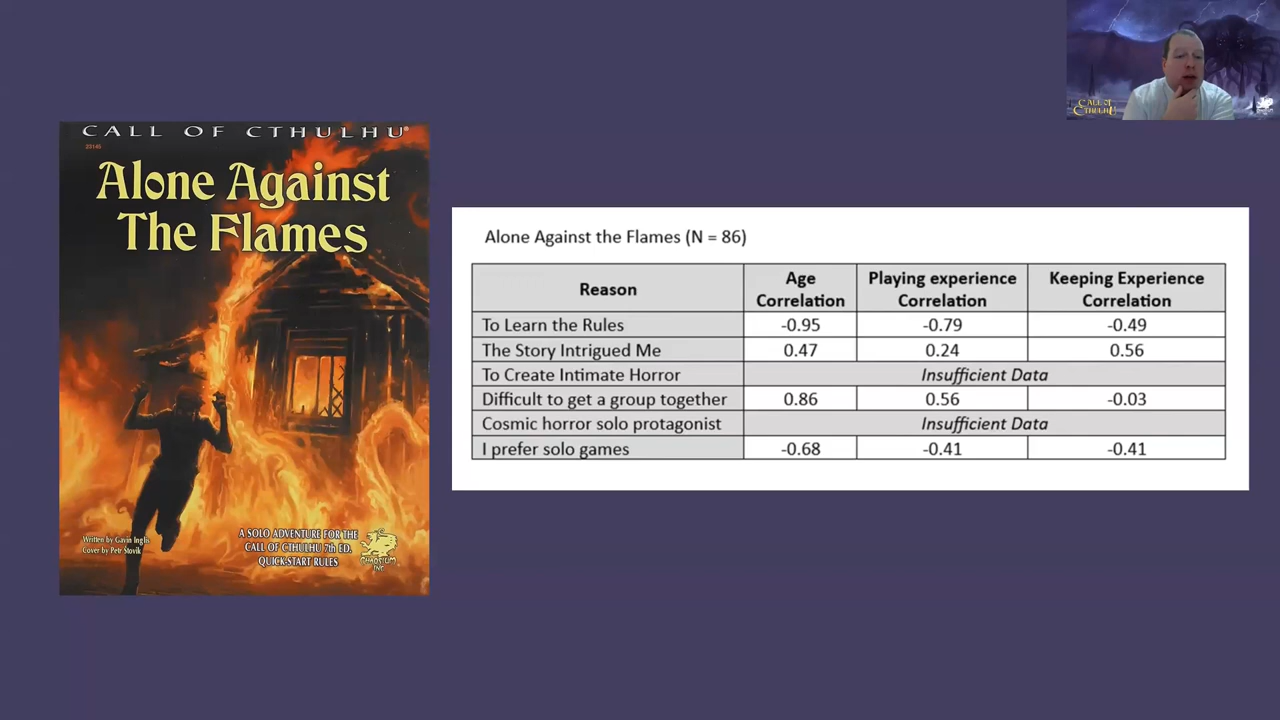 CALL OF CTHULHU®
23145
Alone Against
The Flames
Written by Gavin Inglis
Cover by Petr Stovik
A SOLO ADVENTURE FOR THE
CALL OF CTHULHU 7th ED.
QUICK-START RULES
CHAOSIUM
INC.
CALL OF
CTHULHU
Alone Against the Flames (N = 86)
Reason Age Correlation Playing experience Correlation Keeping Experience Correlation
To Learn the Rules -0.95 -0.79 -0.49
The Story Intrigued Me 0.47 0.24 0.56
To Create Intimate Horror Insufficient Data
Difficult to get a group together 0.86 0.56 -0.03
Cosmic horror solo protagonist Insufficient Data
I prefer solo games -0.68 -0.41 -0.41